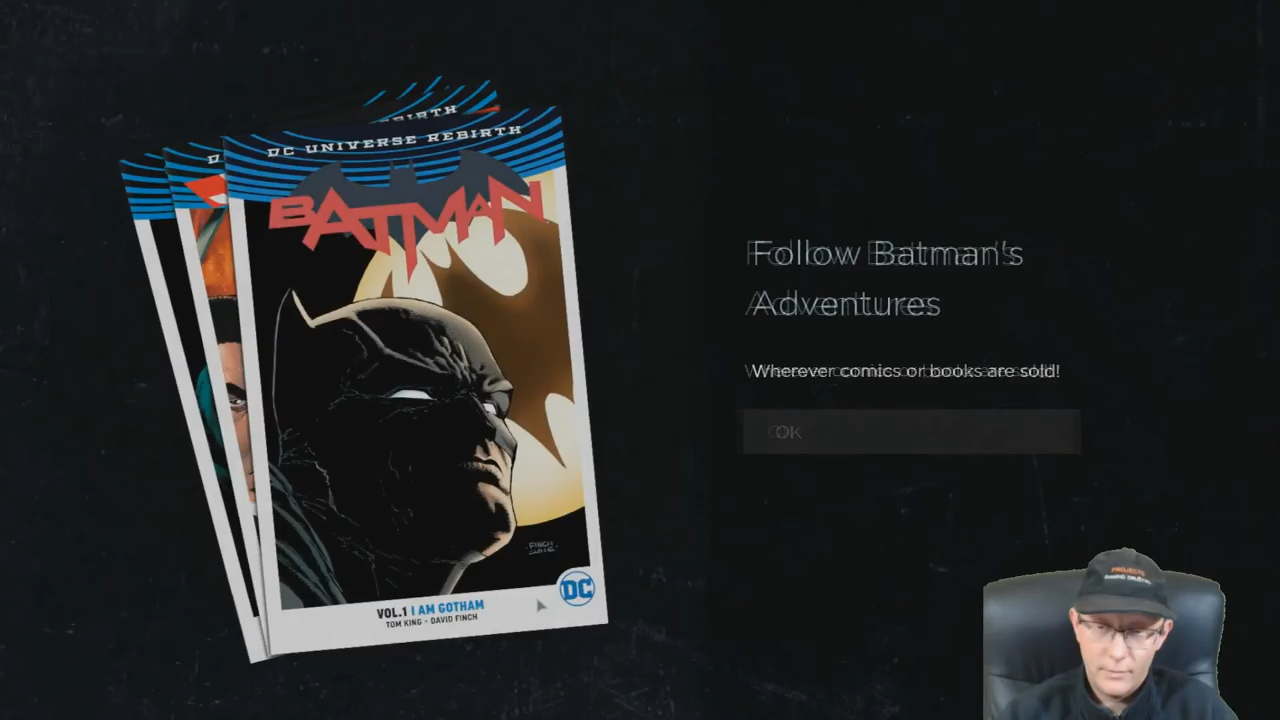 DC UNIVERSE REBIRTH
BATMAN
VOL.1 I AM GOTHAM
TOM KING - DAVID FINCH
DC
Follow Batman's
Adventures
Wherever comics or books are sold!
OK